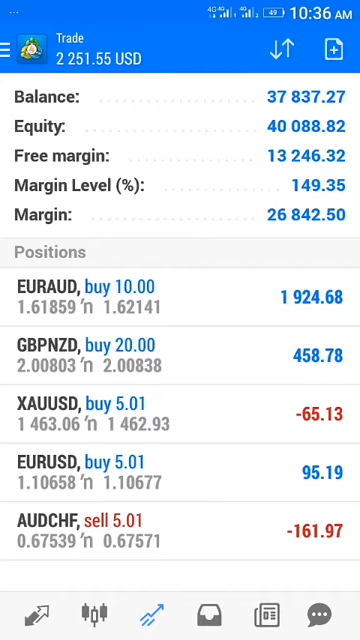 10:36 AM
49
Trade
2 251.55 USD
Balance: 37 837.27
Equity: 40 088.82
Free margin: 13 246.32
Margin Level (%): 149.35
Margin: 26 842.50
Positions
EURAUD, buy 10.00
1 924.68
1.61859 'n 1.62141
GBPNZD, buy 20.00
458.78
2.00803 'n 2.00838
XAUUSD, buy 5.01
-65.13
1 463.06 'n 1 462.93
EURUSD, buy 5.01
95.19
1.10658 'n 1.10677
AUDCHF, sell 5.01
-161.97
0.67539 'n 0.67571